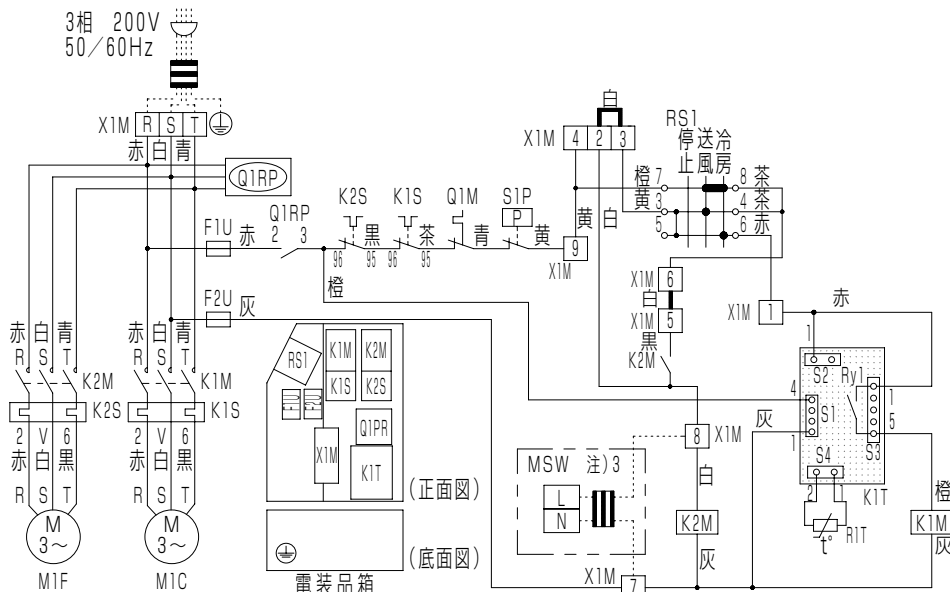 3相 200V
50/60Hz
X1M R S T
赤 白 青
Q1RP
F1U 赤
Q1RP
2 3
K2S K1S Q1M S1P
P
96 黒 95 96 茶 95 青 黄
9
X1M
橙
F2U 灰
白
X1M 4 2 3
黄 白
RS1
停 送 冷
止 風 房
橙 7 8 茶
黄 3 4 茶
5 6 赤
X1M 6
白
X1M 5
黒
K2M
X1M 1
赤
1
S2 Ry1
4 1
S1
灰 5
1 S3
S4
2 1
K1T
R1T
t°
橙
K1M
灰
8 X1M
白
K2M
灰
MSW 注)3
L
N
X1M 7
赤 白 青
R S T
K2M
K2S
2 V 6
赤 白 黒
R S T
M
3~
M1F
赤 白 青
R S T
K1M
K1S
2 V 6
赤 白 黒
R S T
M
3~
M1C
RS1
K1M K2M
K1S K2S
Q1PR
X1M
K1T
(正面図)
(底面図)
電装品箱